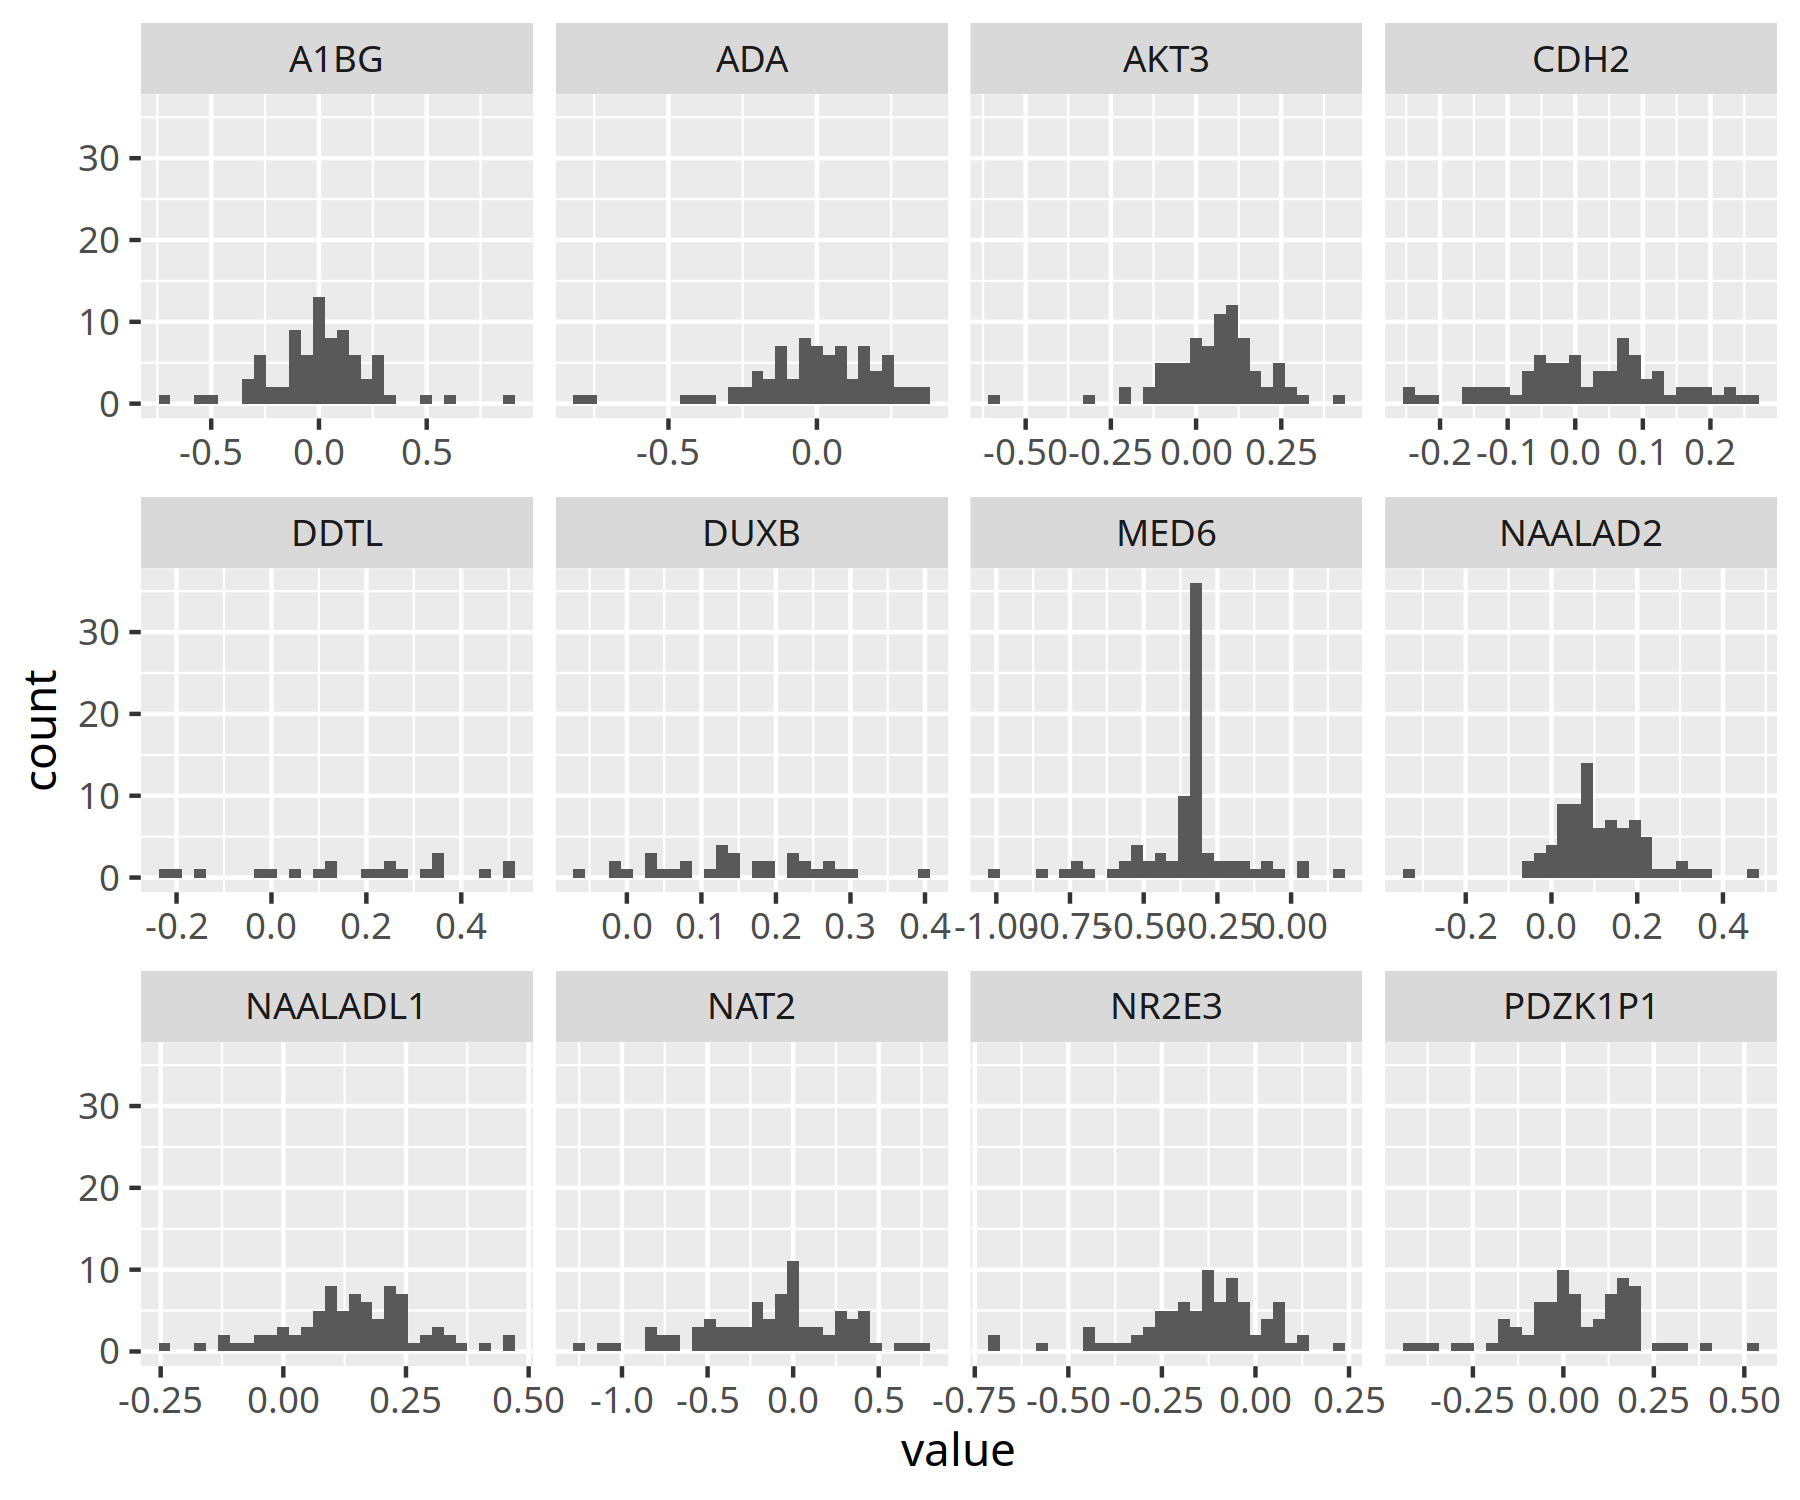 A1BG ADA AKT3 CDH2
30
20
10
0
-0.5 0.0 0.5 -0.5 0.0 -0.50 -0.25 0.00 0.25 -0.2 -0.1 0.0 0.1 0.2
DDTL DUXB MED6 NAALAD2
30
20
10
0
-0.2 0.0 0.2 0.4 0.0 0.1 0.2 0.3 0.4 -1.00 -0.75 -0.50 -0.25 0.00 -0.2 0.0 0.2 0.4
count
NAALADL1 NAT2 NR2E3 PDZK1P1
30
20
10
0
-0.25 0.00 0.25 0.50 -1.0 -0.5 0.0 0.5 -0.75 -0.50 -0.25 0.00 0.25 -0.25 0.00 0.25 0.50
value